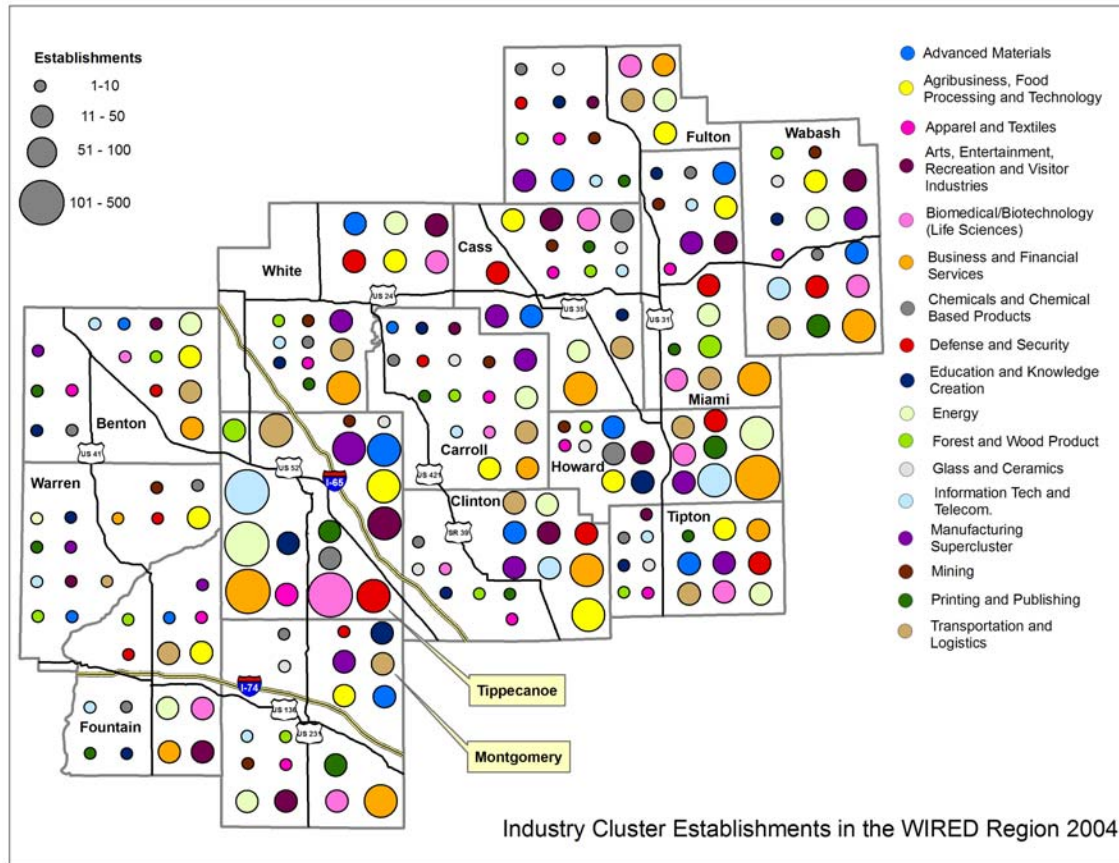 Establishments
1-10
11 - 50
51 - 100
101 - 500
Advanced Materials
Agribusiness, Food
Processing and Technology
Apparel and Textiles
Arts, Entertainment,
Recreation and Visitor
Industries
Biomedical/Biotechnology
(Life Sciences)
Business and Financial
Services
Chemicals and Chemical
Based Products
Defense and Security
Education and Knowledge
Creation
Energy
Forest and Wood Product
Glass and Ceramics
Information Tech and
Telecom.
Manufacturing
Supercluster
Mining
Printing and Publishing
Transportation and
Logistics
Fulton
Wabash
Cass
White
US 24
US 35
US 31
Miami
Benton
US 41
Carroll
US 421
Howard
US 52
I-65
Warren
Clinton
SR 39
Tipton
Tippecanoe
I-74
US 136
US 231
Fountain
Montgomery
Industry Cluster Establishments in the WIRED Region 2004